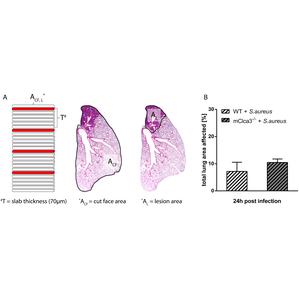 A
A CF, L *
T#
A CF
A L
#T = slab thickness (70µm)
*A CF = cut face area
*A L = lesion area
B
WT + S.aureus
mClca3-/- + S.aureus
total lung area affected [%]
40
30
20
10
0
24h post infection